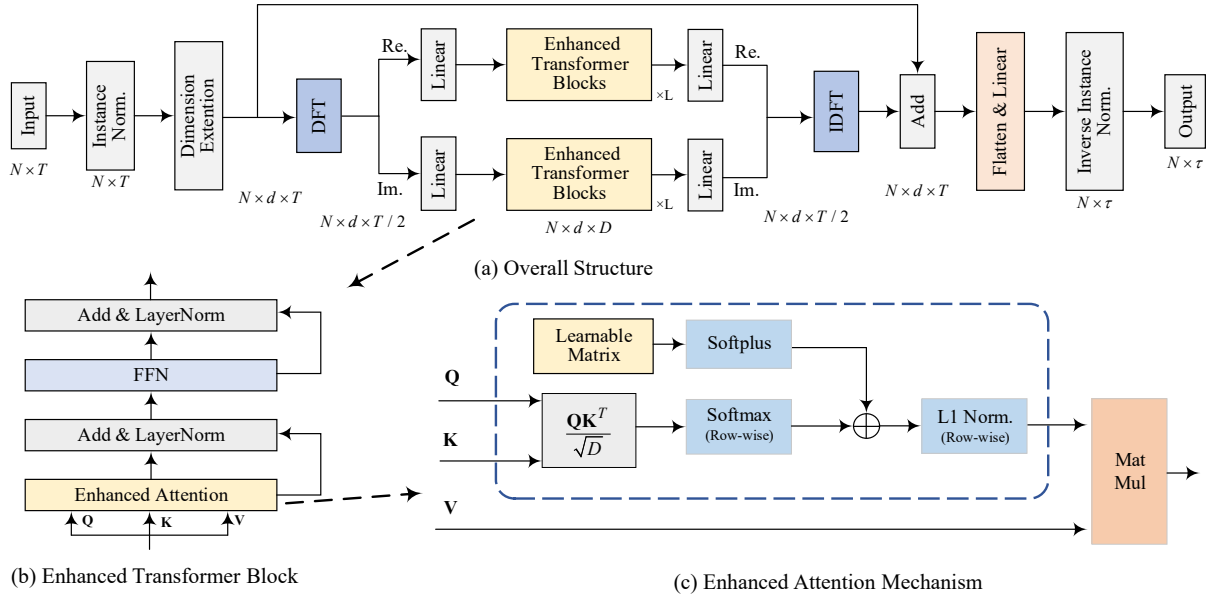 Input
N × T
Instance
Norm.
N × T
Dimension
Extention
N × d × T
DFT
Re.
Im.
N × d × T / 2
Linear
Linear
Enhanced
Transformer
Blocks
×L
Enhanced
Transformer
Blocks
×L
N × d × D
Linear
Linear
Re.
Im.
N × d × T / 2
IDFT
Add
N × d × T
Flatten & Linear
Inverse Instance
Norm.
N × τ
Output
N × τ
(a) Overall Structure
Add & LayerNorm
FFN
Add & LayerNorm
Enhanced Attention
Q K V
(b) Enhanced Transformer Block
Learnable
Matrix
Softplus
Q
K
V
QK^T
√D
Softmax
(Row-wise)
L1 Norm.
(Row-wise)
Mat
Mul
(c) Enhanced Attention Mechanism